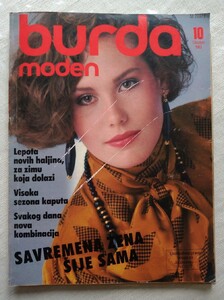 burda
moden
10
Lepota
novih haljina,
za zimu
koja dolazi
Visoka
sezona kaputa
Svakog dana
nova
kombinacija
SAVREMENA ŽENA
ŠIJE SAMA